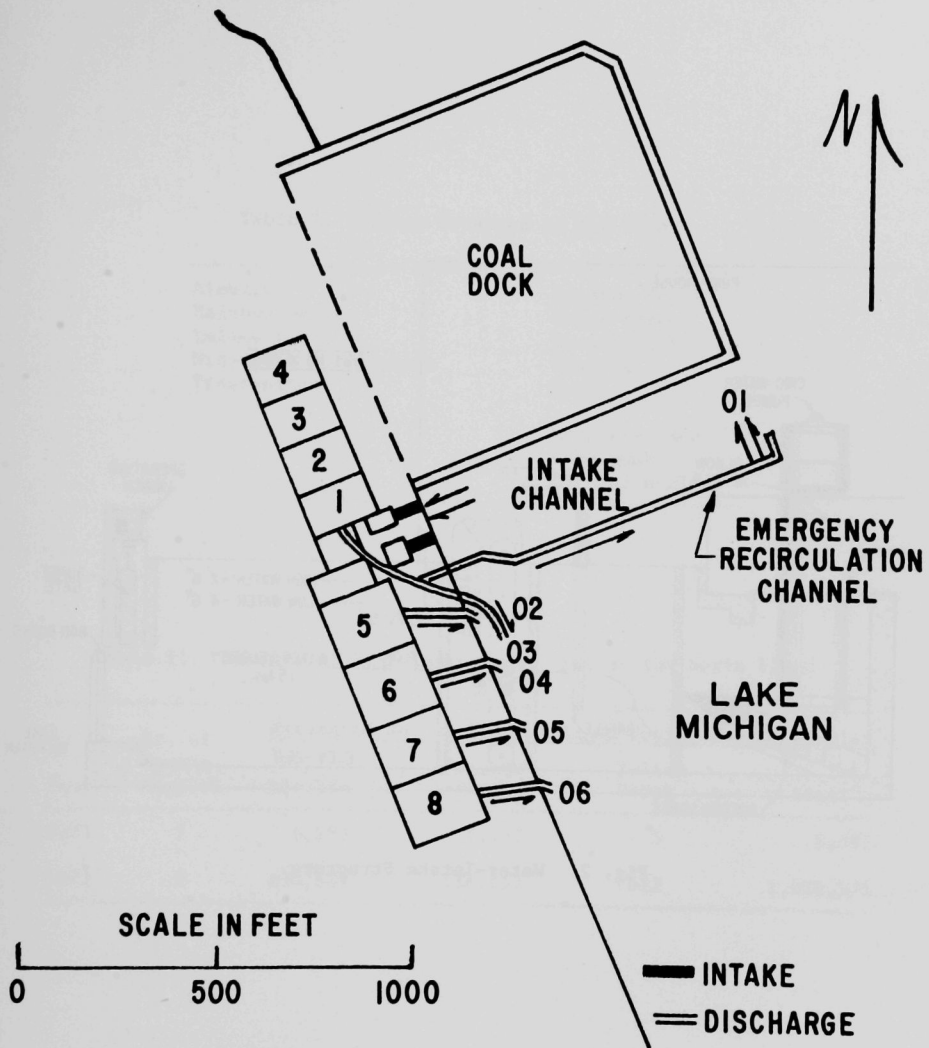 N
COAL
DOCK
4
3
2
1
01
INTAKE
CHANNEL
EMERGENCY
RECIRCULATION
CHANNEL
5
02
03
6
04
LAKE
MICHIGAN
7
05
8
06
SCALE IN FEET
0 500 1000
INTAKE
DISCHARGE